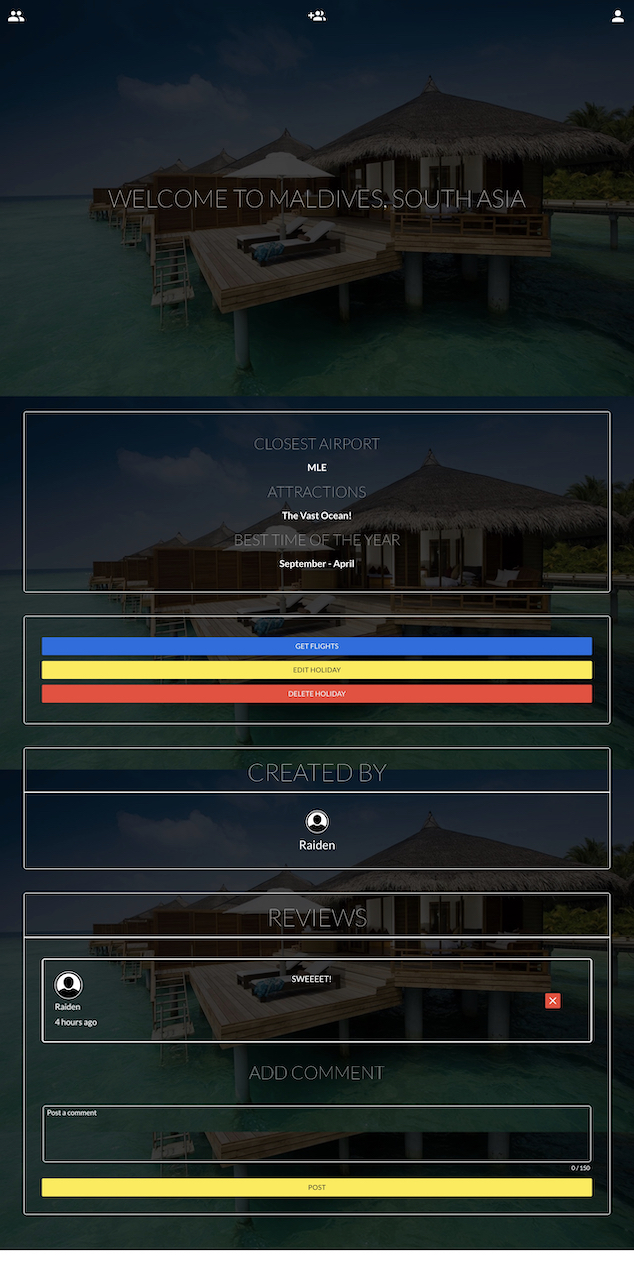 WELCOME TO MALDIVES, SOUTH ASIA
CLOSEST AIRPORT
MLE
ATTRACTIONS
The Vast Ocean!
BEST TIME OF THE YEAR
September - April
GET FLIGHTS
EDIT HOLIDAY
DELETE HOLIDAY
CREATED BY
Raiden
REVIEWS
SWEEEET!
Raiden
4 hours ago
ADD COMMENT
Post a comment
0 / 150
POST